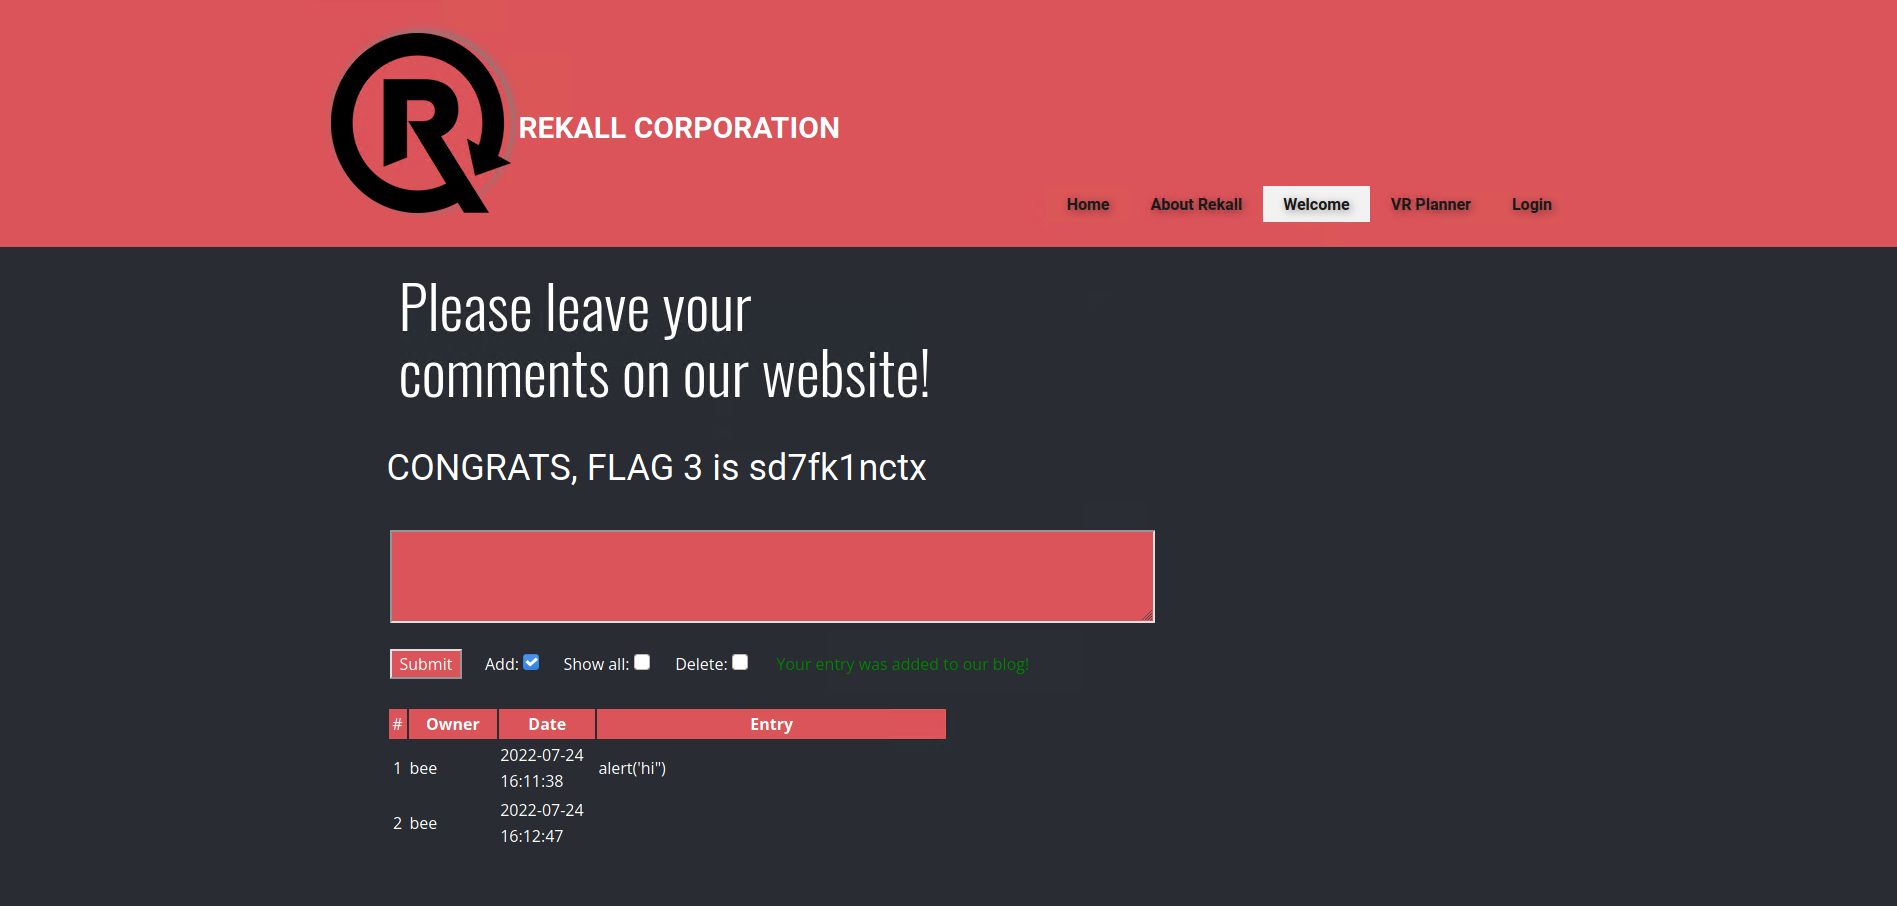 R
REKALL CORPORATION
Home About Rekall Welcome VR Planner Login
Please leave your
comments on our website!
CONGRATS, FLAG 3 is sd7fk1nctx
Submit Add: Show all: Delete: Your entry was added to our blog!
# Owner Date Entry
1 bee 2022-07-24 16:11:38 alert('hi")
2 bee 2022-07-24 16:12:47